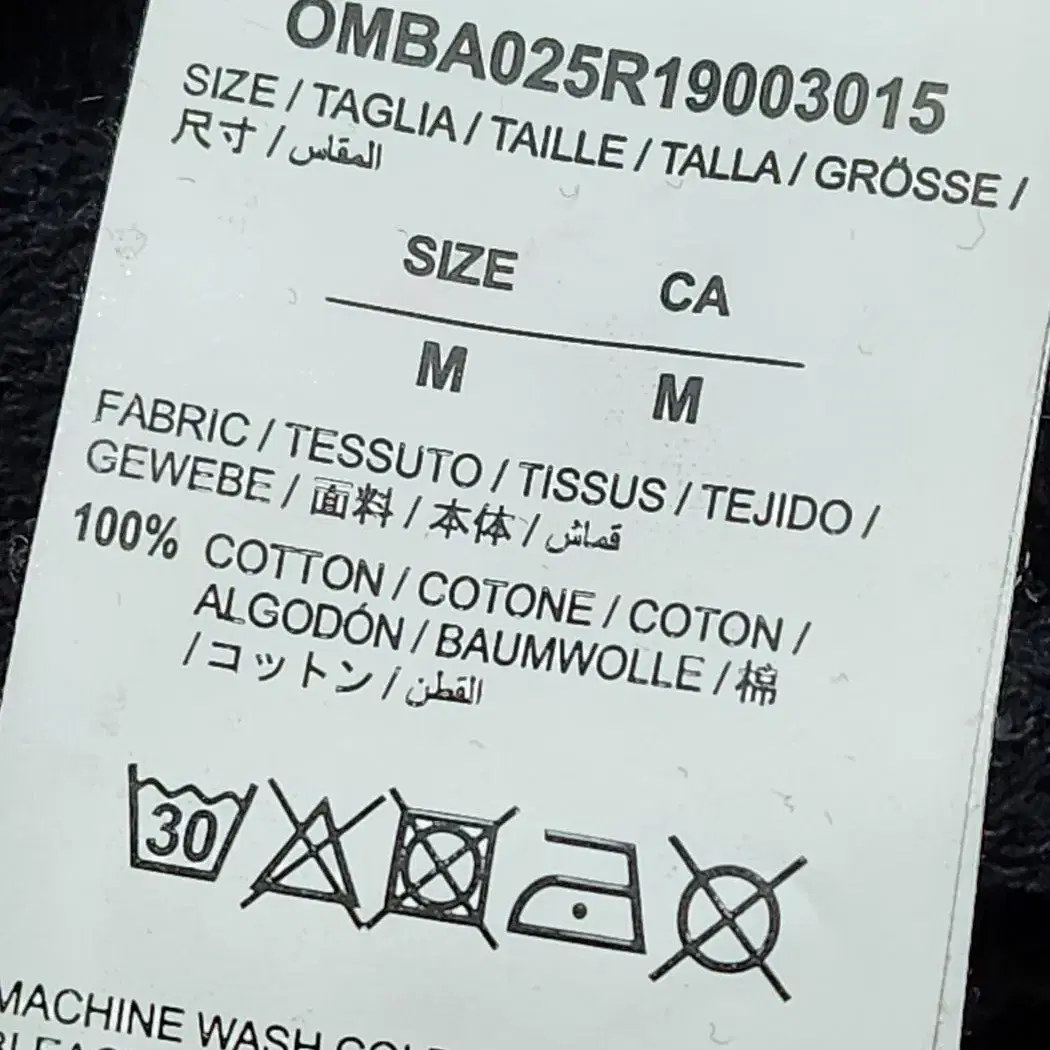 OMBA025R19003015
SIZE / TAGLIA / TAILLE / TALLA / GRÖSSE /
尺寸 / المقاس
SIZE CA
M M
FABRIC / TESSUTO / TISSUS / TEJIDO /
GEWEBE / 面料 / 本体 / قماش
100% COTTON / COTONE / COTON /
ALGODÓN / BAUMWOLLE / 棉
/ コットン / القطن
30
MACHINE WASH